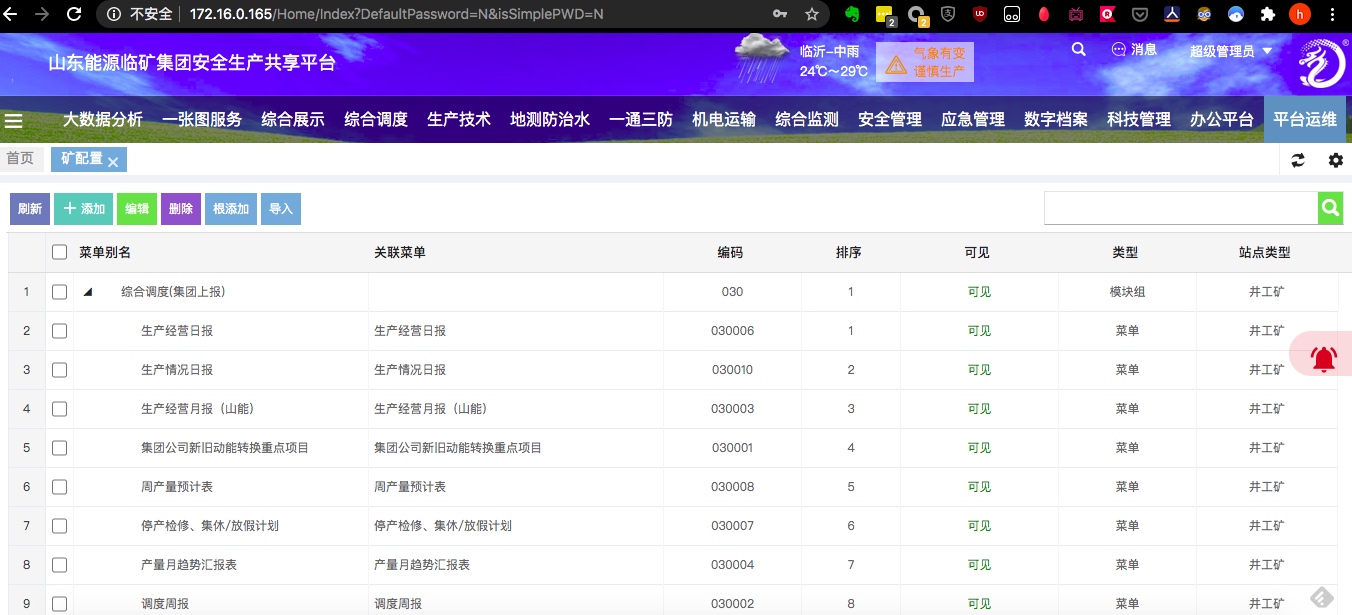 不安全 172.16.0.165/Home/Index?DefaultPassword=N&isSimplePWD=N
2 2 UD h
山东能源临矿集团安全生产共享平台
临沂-中雨
24℃～29℃
气象有变
谨慎生产
消息
超级管理员
大数据分析 一张图服务 综合展示 综合调度 生产技术 地测防治水 一通三防 机电运输 综合监测 安全管理 应急管理 数字档案 科技管理 办公平台 平台运维
首页 矿配置
刷新 添加 编辑 删除 根添加 导入
菜单别名 关联菜单 编码 排序 可见 类型 站点类型
1 综合调度(集团上报) 030 1 可见 模块组 井工矿
2 生产经营日报 生产经营日报 030006 1 可见 菜单 井工矿
3 生产情况日报 生产情况日报 030010 2 可见 菜单 井工矿
4 生产经营月报（山能） 生产经营月报（山能） 030003 3 可见 菜单 井工矿
5 集团公司新旧动能转换重点项目 集团公司新旧动能转换重点项目 030001 4 可见 菜单 井工矿
6 周产量预计表 周产量预计表 030008 5 可见 菜单 井工矿
7 停产检修、集休/放假计划 停产检修、集休/放假计划 030007 6 可见 菜单 井工矿
8 产量月趋势汇报表 产量月趋势汇报表 030004 7 可见 菜单 井工矿
9 调度周报 调度周报 030002 8 可见 菜单 井工矿